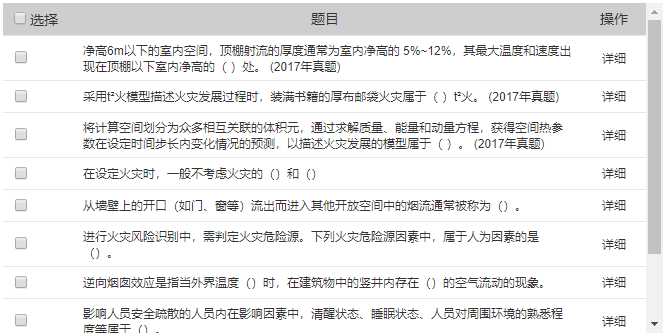 选择 题目 操作
净高6m以下的室内空间，顶棚射流的厚度通常为室内净高的 5%~12%，其最大温度和速度出
现在顶棚以下室内净高的（ ）处。 (2017年真题)
详细
采用t²火模型描述火灾发展过程时，装满书籍的厚布邮袋火灾属于（ ）t²火。 (2017年真题)
详细
将计算空间划分为众多相互关联的体积元，通过求解质量、能量和动量方程，获得空间热参
数在设定时间步长内变化情况的预测，以描述火灾发展的模型属于（ ）。 (2017年真题)
详细
在设定火灾时，一般不考虑火灾的（）和（）
详细
从墙壁上的开口（如门、窗等）流出而进入其他开放空间中的烟流通常被称为（）。
详细
进行火灾风险识别中，需判定火灾危险源。下列火灾危险源因素中，属于人为因素的是
（）。
详细
逆向烟囱效应是指当外界温度（）时，在建筑物中的竖井内存在（）的空气流动的现象。
详细
影响人员安全疏散的人员内在影响因素中，清醒状态、睡眠状态、人员对周围环境的熟悉程
度等属于（）。
详细